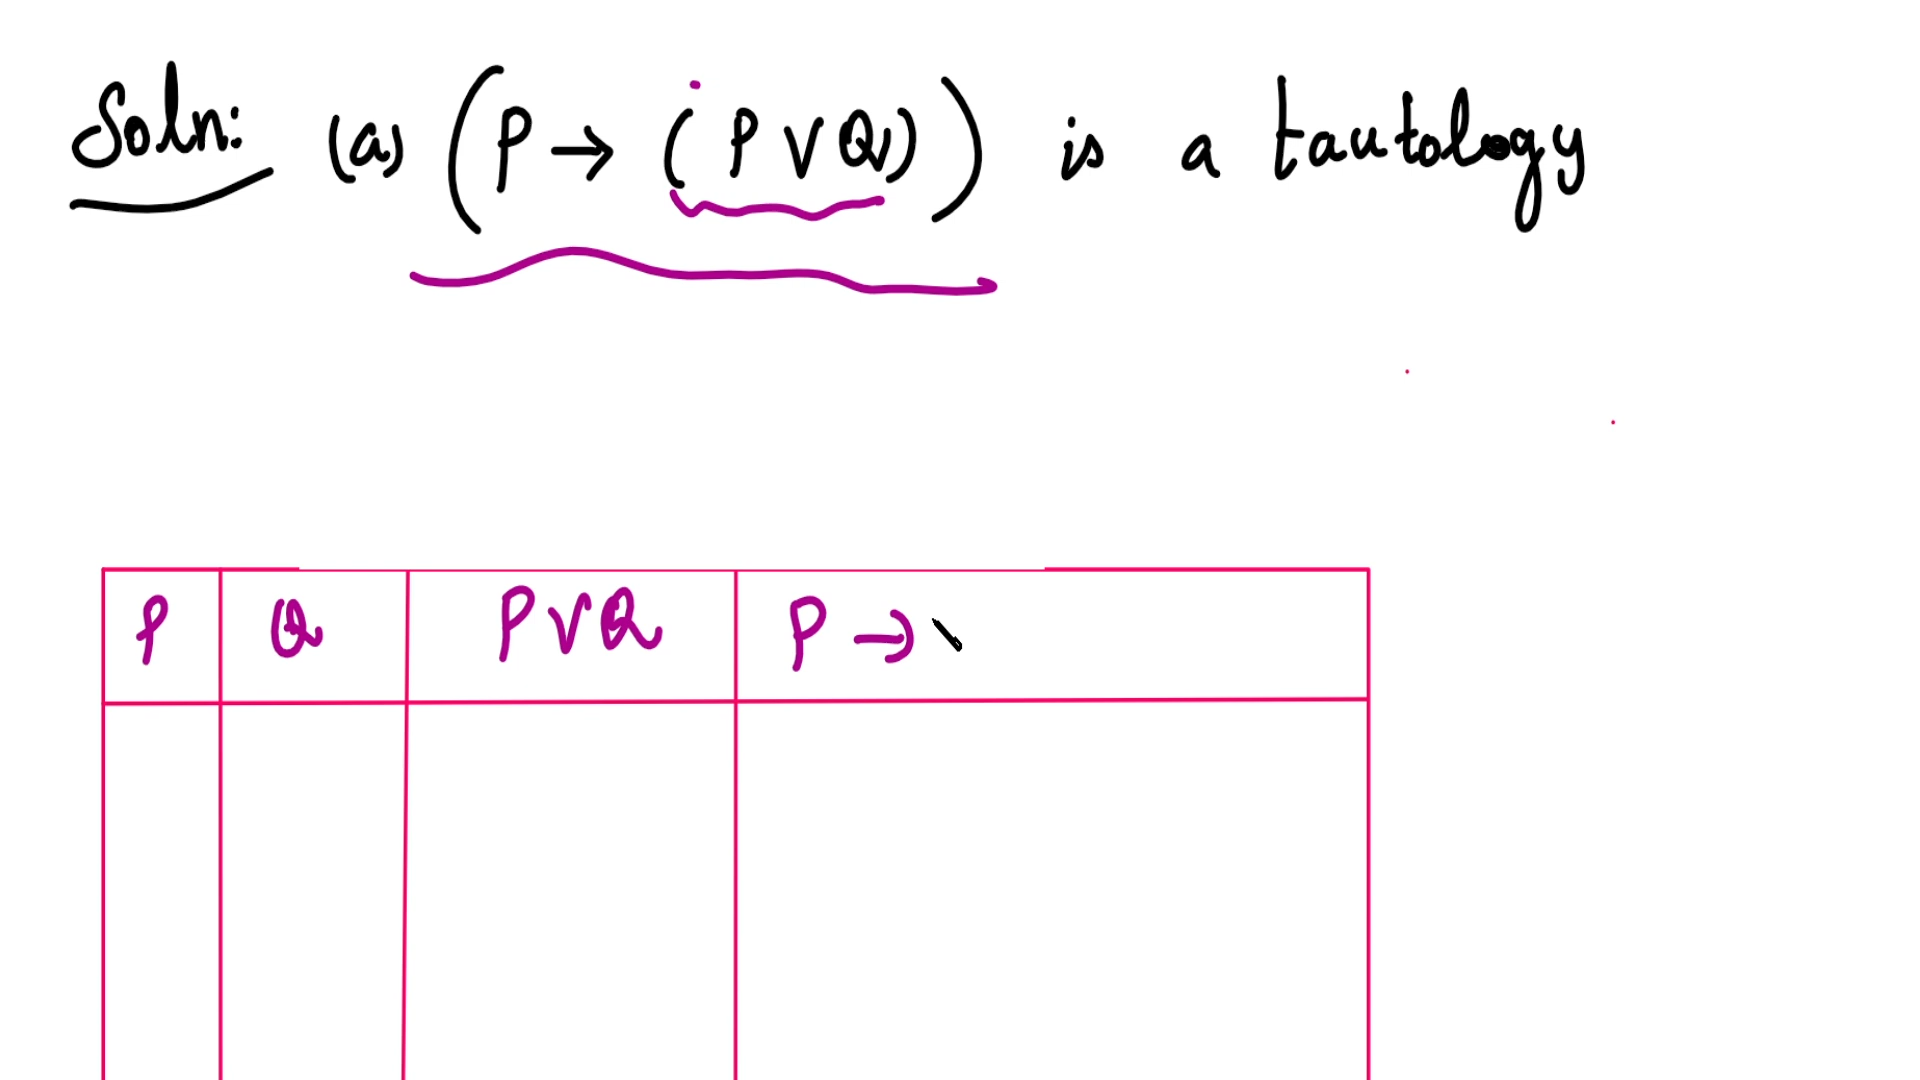 Soln: (a) (P → (P ∨ Q)) is a tautology
P Q P ∨ Q P →